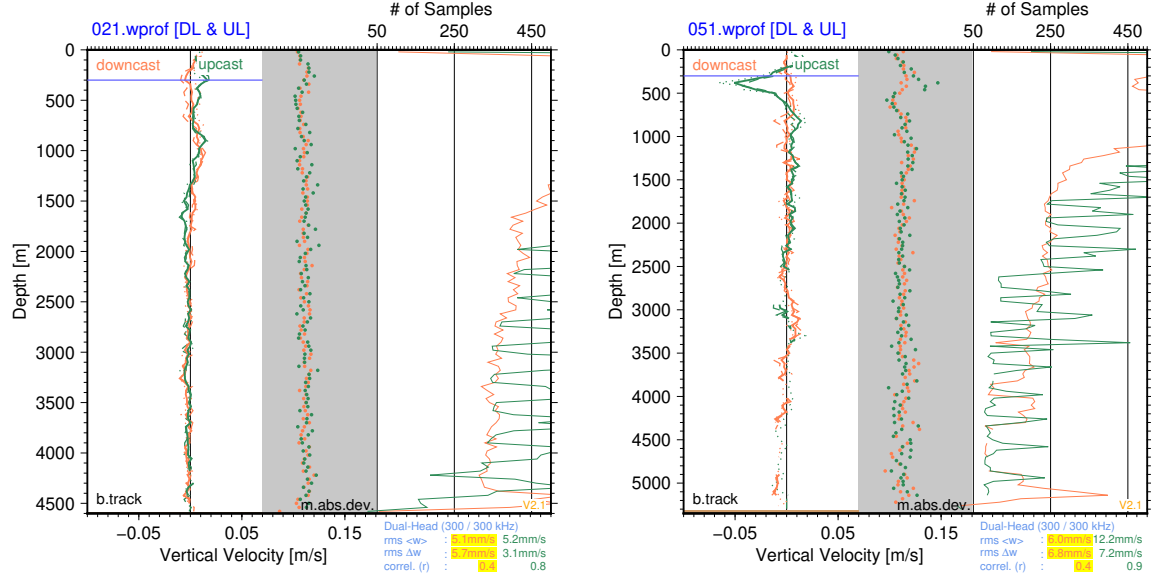 # of Samples
021.wprof [DL & UL]
50 250 450
downcast upcast
0
500
1000
1500
2000
2500
3000
3500
4000
4500
Depth [m]
b.track
m.abs.dev.
V2.1
−0.05 0.05 0.15
Vertical Velocity [m/s]
Dual-Head (300 / 300 kHz)
rms <w> : 5.1mm/s 5.2mm/s
rms Δw : 5.7mm/s 3.1mm/s
correl. (r) : 0.4 0.8
# of Samples
051.wprof [DL & UL]
50 250 450
downcast upcast
0
500
1000
1500
2000
2500
3000
3500
4000
4500
5000
Depth [m]
b.track
m.abs.dev.
V2.1
−0.05 0.05 0.15
Vertical Velocity [m/s]
Dual-Head (300 / 300 kHz)
rms <w> : 6.0mm/s 12.2mm/s
rms Δw : 6.8mm/s 7.2mm/s
correl. (r) : 0.4 0.9